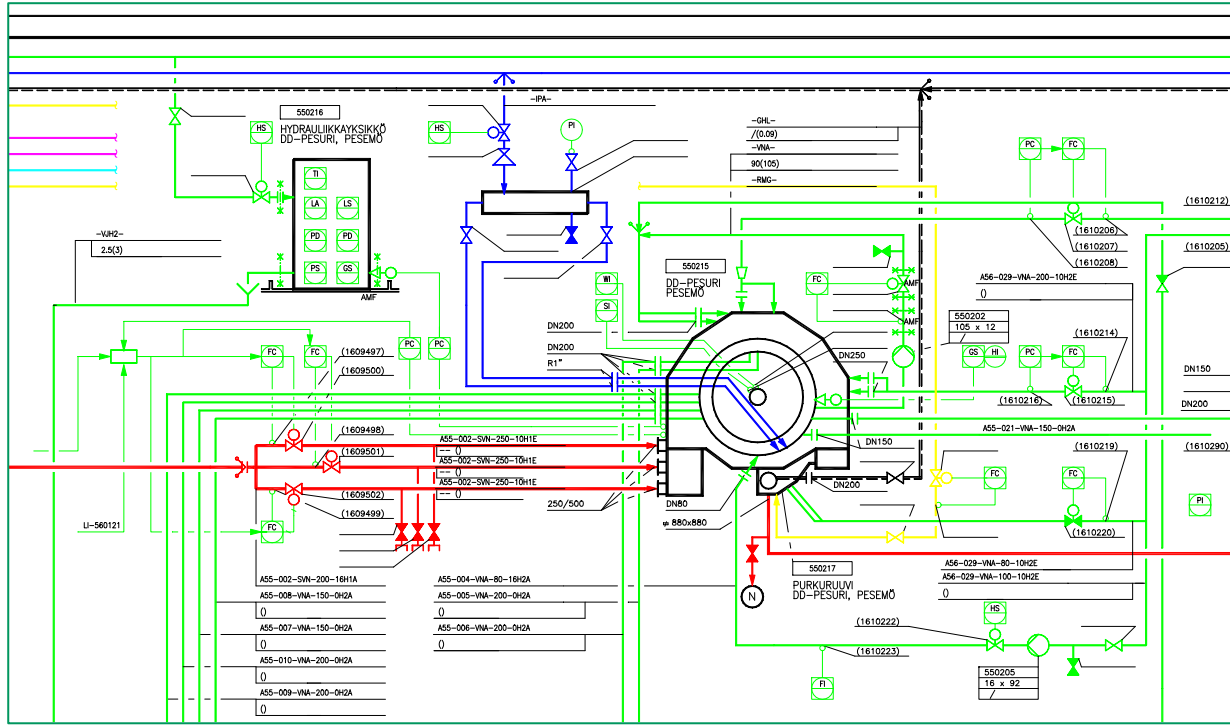 -IPA-
550216
HYDRAULIIKKAYKSIKKÖ
DD-PESURI, PESEMÖ
HS
HS
PI
-GHL-
/(0.09)
-VNA-
90(105)
-RMG-
PC
FC
TI
LA
LS
PD
PD
PS
GS
AMF
(1610212)
(1610206)
(1610207)
(1610205)
(1610208)
-VJH2-
2.5(3)
550215
DD-PESURI
PESEMÖ
WI
SI
FC
AMF
AMF
A56-029-VNA-200-10H2E
()
550202
105 x 12
/
DN200
DN200
R1"
(1610214)
FC
FC
PC
PC
(1609497)
(1609500)
DN250
GS
HI
PC
FC
DN150
(1610216)
(1610215)
DN200
(1609498)
(1609501)
(1609502)
(1609499)
A55-002-SVN-250-10H1E
-- ()
A55-002-SVN-250-10H1E
-- ()
A55-002-SVN-250-10H1E
-- ()
A55-021-VNA-150-0H2A
DN150
(1610219)
(1610290)
FC
FC
DN200
250/500
DN80
ϕ 880x880
PI
LI-560121
FC
(1610220)
550217
PURKURUUVI
DD-PESURI, PESEMÖ
N
A56-029-VNA-80-10H2E
A56-029-VNA-100-10H2E
()
A55-002-SVN-200-16H1A
A55-008-VNA-150-0H2A
()
A55-007-VNA-150-0H2A
()
A55-010-VNA-200-0H2A
()
A55-009-VNA-200-0H2A
()
A55-004-VNA-80-16H2A
A55-005-VNA-200-0H2A
()
A55-006-VNA-200-0H2A
()
HS
(1610222)
(1610223)
FI
550205
16 x 92
/